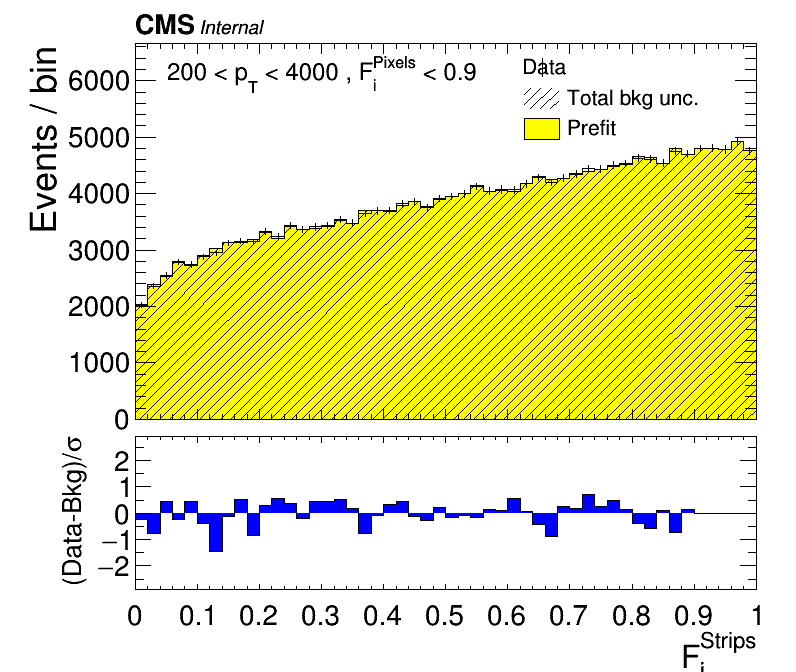 CMS Internal
200 < p_T < 4000 , F_i^Pixels < 0.9
Data
Total bkg unc.
Prefit
Events / bin
6000
5000
4000
3000
2000
1000
0
(Data-Bkg)/σ
2
1
0
−1
−2
0 0.1 0.2 0.3 0.4 0.5 0.6 0.7 0.8 0.9 1
F_i^Strips